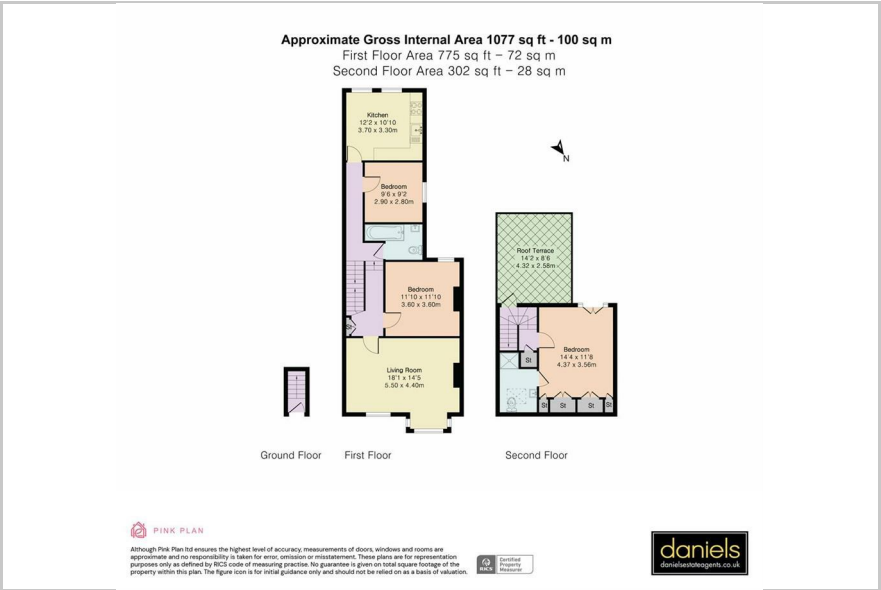 Approximate Gross Internal Area 1077 sq ft - 100 sq m
First Floor Area 775 sq ft – 72 sq m
Second Floor Area 302 sq ft – 28 sq m
Kitchen
12'2 x 10'10
3.70 x 3.30m
N
Bedroom
9'6 x 9'2
2.90 x 2.80m
Roof Terrace
14'2 x 8'6
4.32 x 2.58m
Bedroom
11'10 x 11'10
3.60 x 3.60m
St
Bedroom
14'4 x 11'8
4.37 x 3.56m
St
Living Room
18'1 x 14'5
5.50 x 4.40m
St
St
St
St
Ground Floor
First Floor
Second Floor
PINK PLAN
Although Pink Plan ltd ensures the highest level of accuracy, measurements of doors, windows and rooms are
approximate and no responsibility is taken for error, omission or misstatement. These plans are for representation
purposes only as defined by RICS code of measuring practise. No guarantee is given on total square footage of the
property within this plan. The figure icon is for initial guidance only and should not be relied on as a basis of valuation.
RICS
Certified
Property
Measurer
daniels
danielsestateagents.co.uk